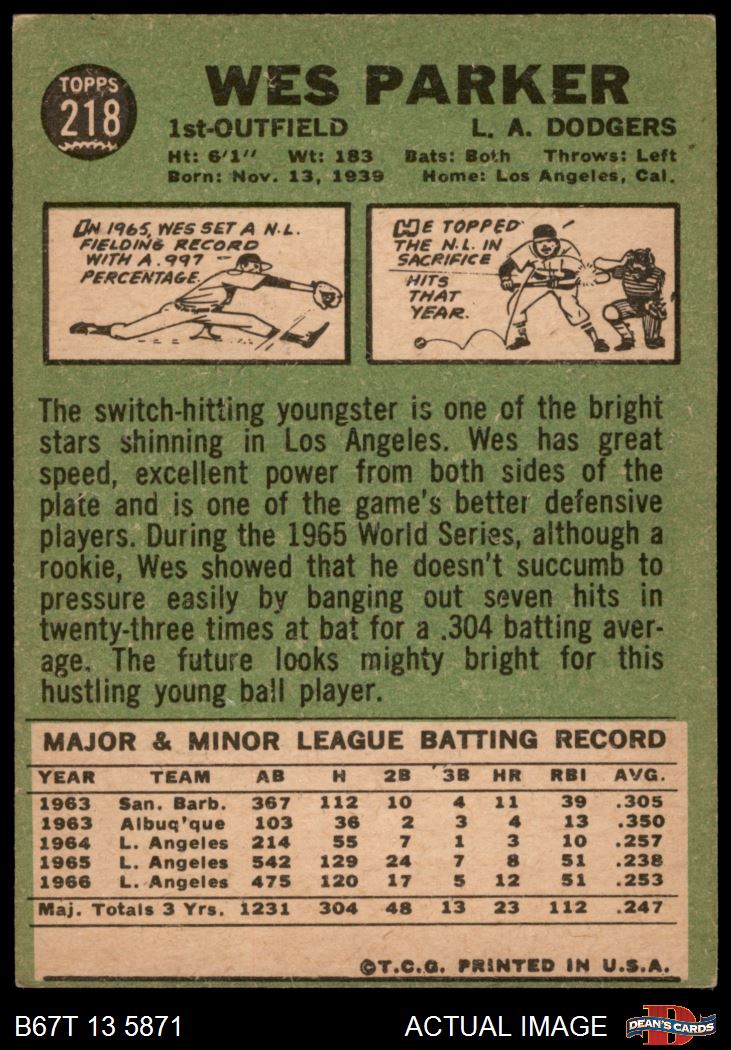 TOPPS
218
WES PARKER
1st-OUTFIELD L. A. DODGERS
Ht: 6'1" Wt: 183 Bats: Both Throws: Left
Born: Nov. 13, 1939 Home: Los Angeles, Cal.
IN 1965, WES SET A N.L.
FIELDING RECORD
WITH A .997
PERCENTAGE.
HE TOPPED
THE N.L. IN
SACRIFICE
HITS
THAT
YEAR.
The switch-hitting youngster is one of the bright
stars shinning in Los Angeles. Wes has great
speed, excellent power from both sides of the
plate and is one of the game's better defensive
players. During the 1965 World Series, although a
rookie, Wes showed that he doesn't succumb to
pressure easily by banging out seven hits in
twenty-three times at bat for a .304 batting aver-
age. The future looks mighty bright for this
hustling young ball player.
MAJOR & MINOR LEAGUE BATTING RECORD
YEAR TEAM AB H 2B 3B HR RBI AVG.
1963 San. Barb. 367 112 10 4 11 39 .305
1963 Albuq'que 103 36 2 3 4 13 .350
1964 L. Angeles 214 55 7 1 3 10 .257
1965 L. Angeles 542 129 24 7 8 51 .238
1966 L. Angeles 475 120 17 5 12 51 .253
Maj. Totals 3 Yrs. 1231 304 48 13 23 112 .247
©T.C.G. PRINTED IN U.S.A.
B67T 13 5871 ACTUAL IMAGE DEAN'S CARDS